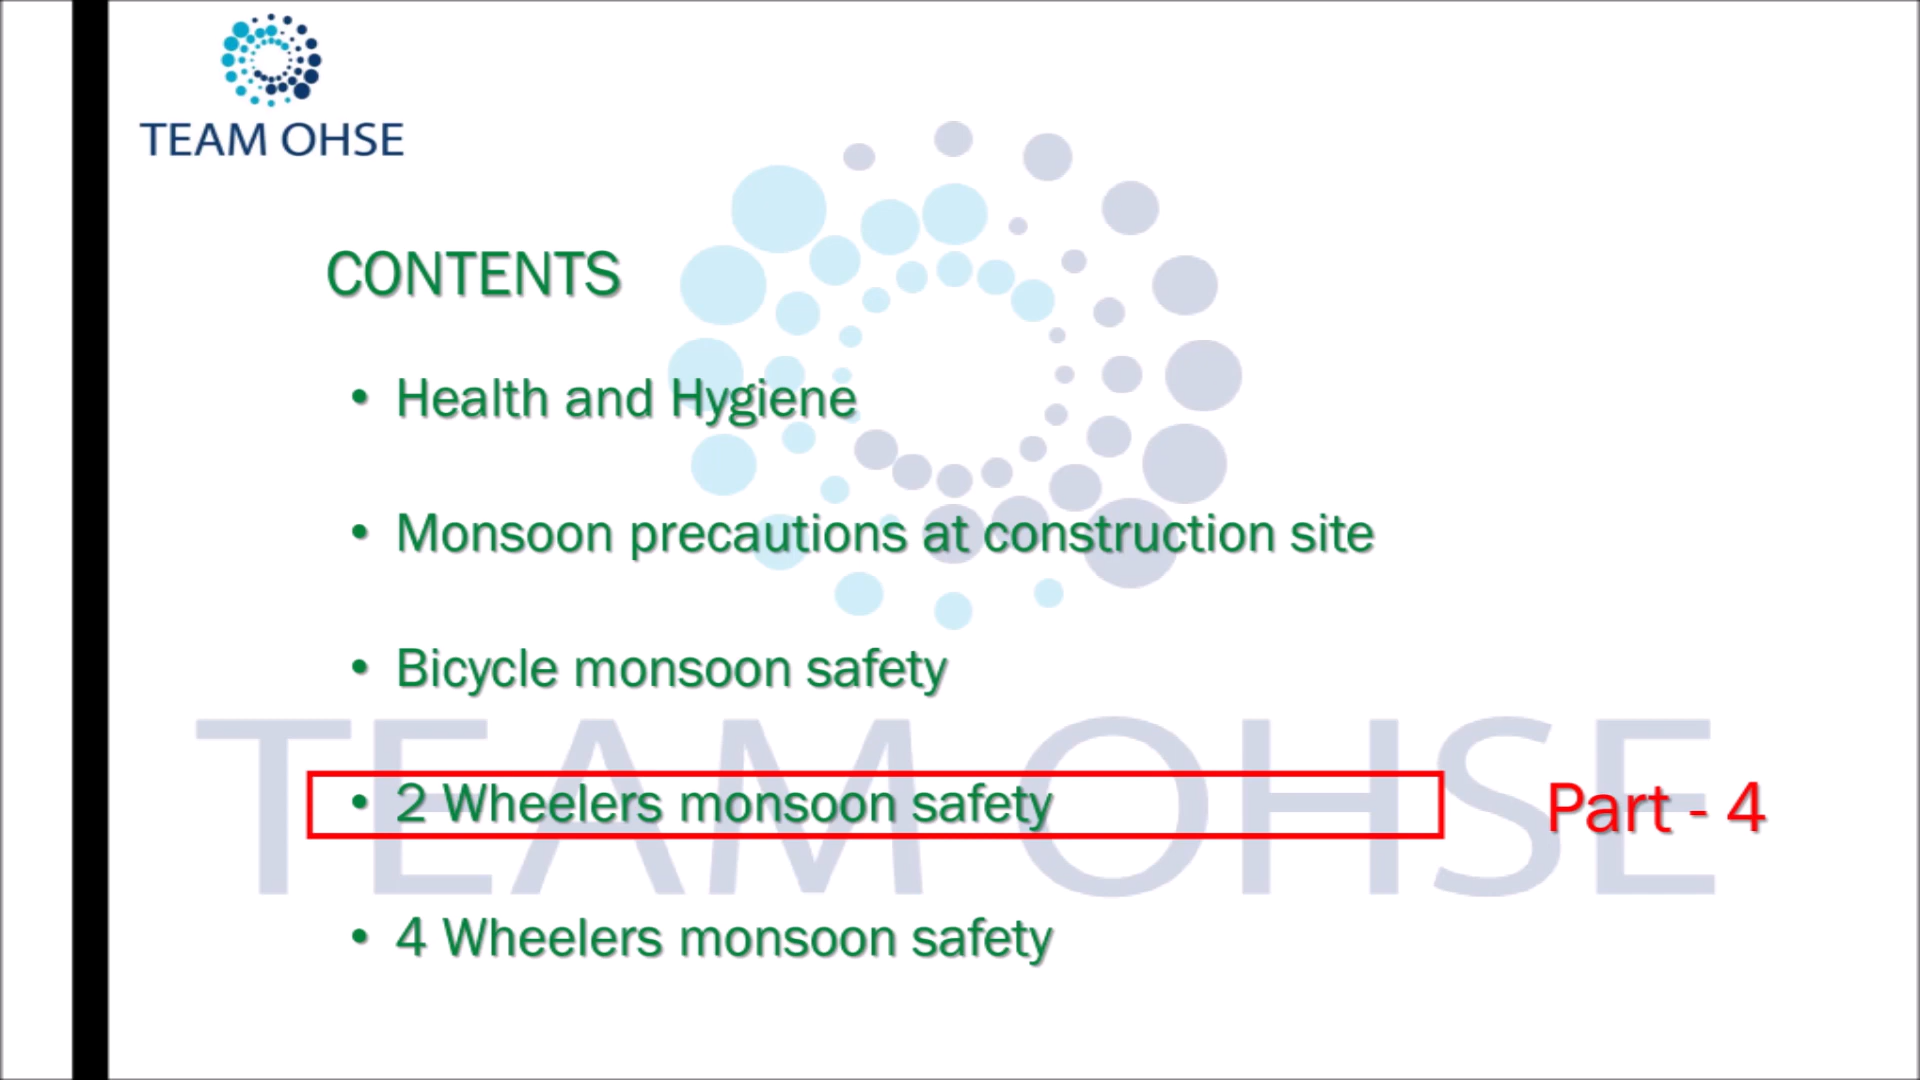 TEAM OHSE
CONTENTS
• Health and Hygiene
• Monsoon precautions at construction site
• Bicycle monsoon safety
TEAM OHSE
• 2 Wheelers monsoon safety
Part - 4
• 4 Wheelers monsoon safety